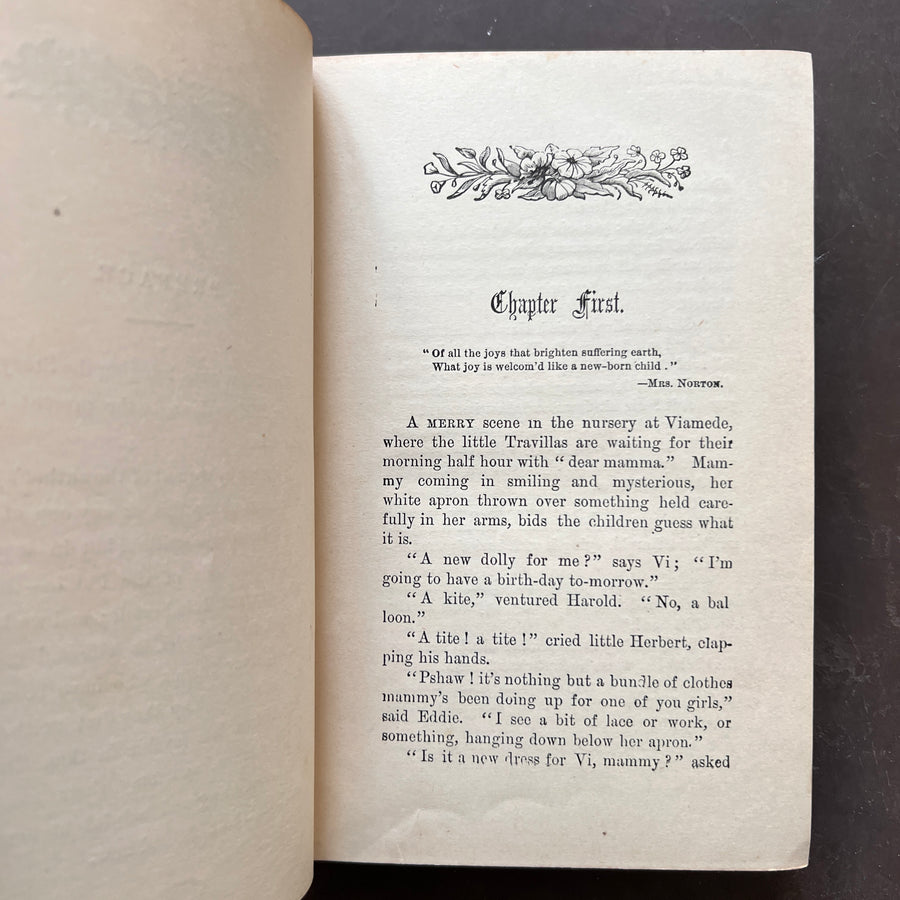 Chapter First.
“Of all the joys that brighten suffering earth,
What joy is welcom’d like a new-born child .”
—Mrs. Norton.
A MERRY scene in the nursery at Viamede,
where the little Travillas are waiting for their
morning half hour with “dear mamma.” Mam-
my coming in smiling and mysterious, her
white apron thrown over something held care-
fully in her arms, bids the children guess what
it is.
“A new dolly for me?” says Vi; “I’m
going to have a birth-day to-morrow.”
“A kite,” ventured Harold. “No, a bal
loon.”
“A tite! a tite!” cried little Herbert, clap-
ping his hands.
“Pshaw! it’s nothing but a bundle of clothes
mammy’s been doing up for one of you girls,”
said Eddie. “I see a bit of lace or work, or
something, hanging down below her apron.”
“Is it a new dress for Vi, mammy?” asked